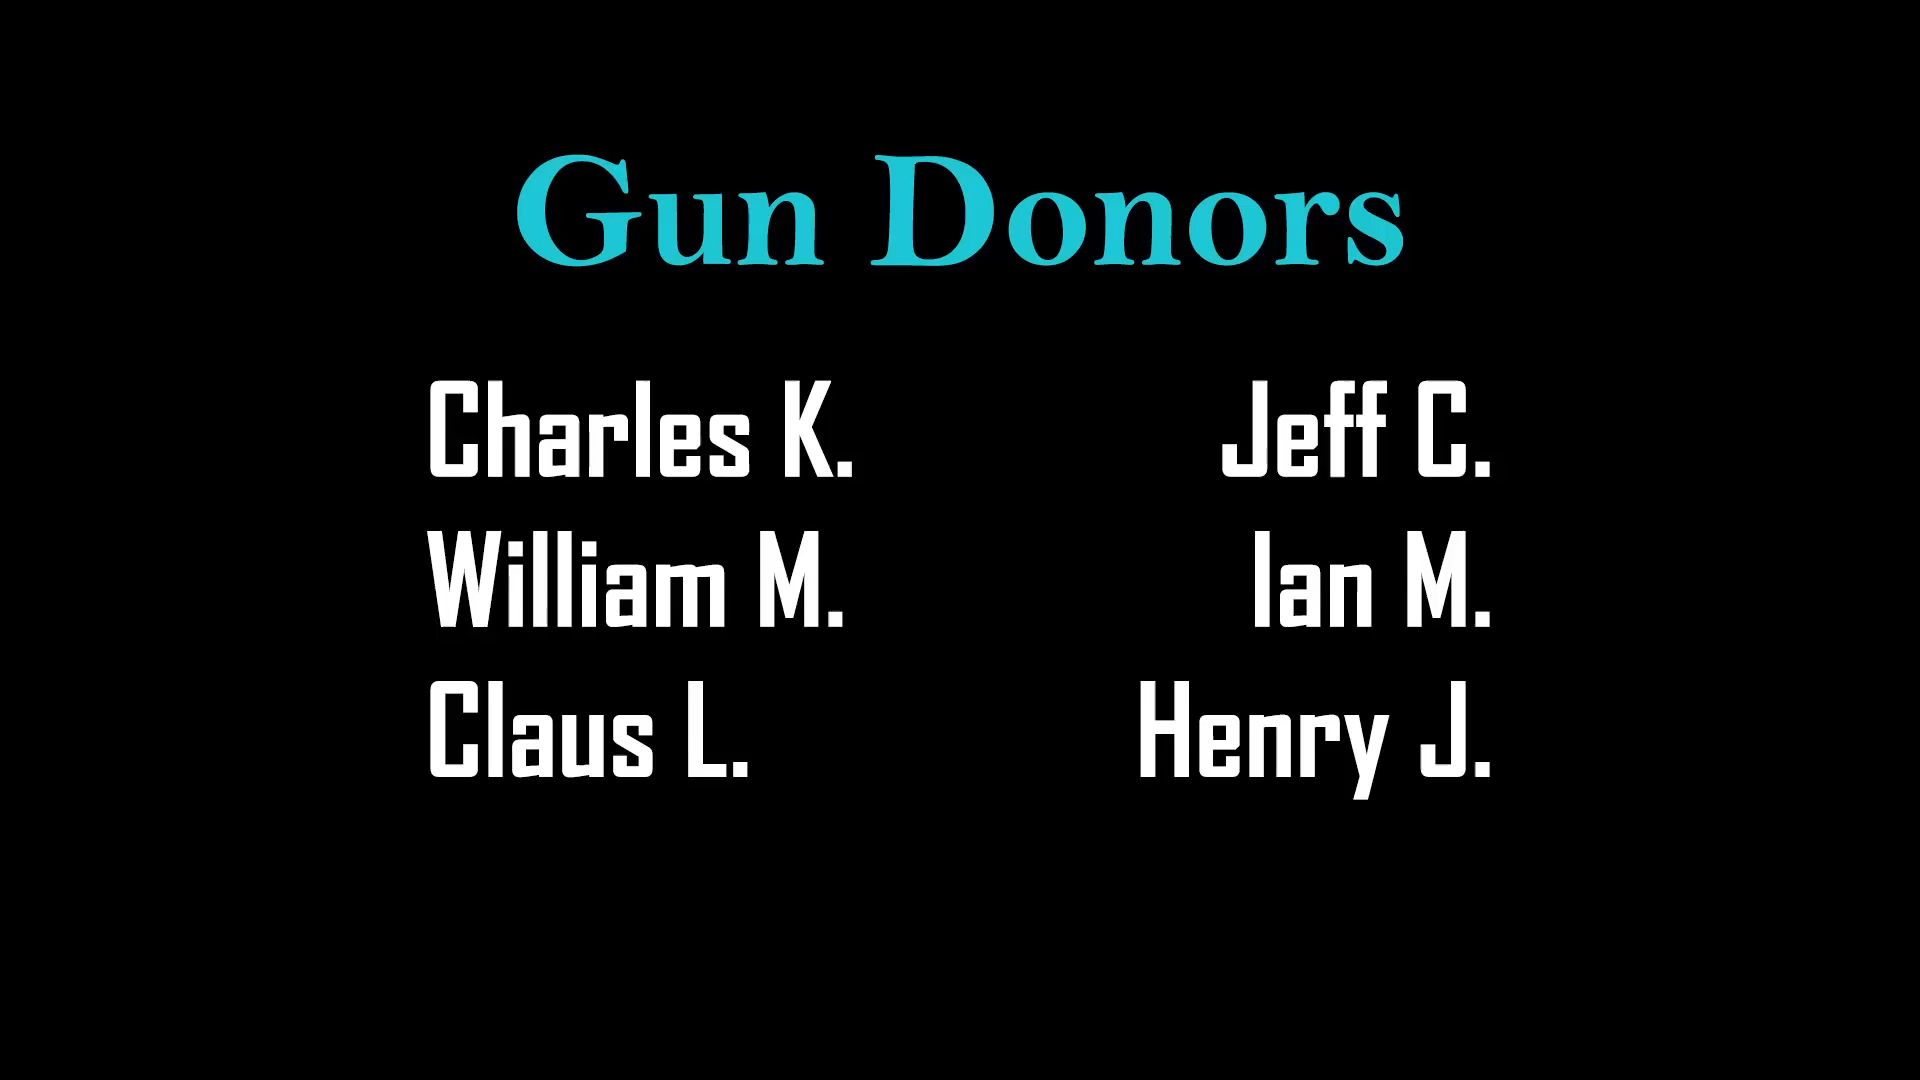 Gun Donors
Charles K. Jeff C.
William M. Ian M.
Claus L. Henry J.